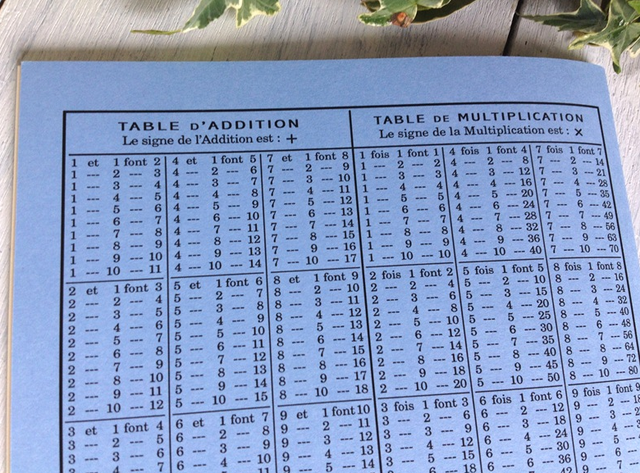 TABLE D'ADDITION
Le signe de l'Addition est : +
1 et 1 font 2
1 --- 2 --- 3
1 --- 3 --- 4
1 --- 4 --- 5
1 --- 5 --- 6
1 --- 6 --- 7
1 --- 7 --- 8
1 --- 8 --- 9
1 --- 9 --- 10
1 --- 10 --- 11
4 et 1 font 5
4 --- 2 --- 6
4 --- 3 --- 7
4 --- 4 --- 8
4 --- 5 --- 9
4 --- 6 --- 10
4 --- 7 --- 11
4 --- 8 --- 12
4 --- 9 --- 13
4 --- 10 --- 14
7 et 1 font 8
7 --- 2 --- 9
7 --- 3 --- 10
7 --- 4 --- 11
7 --- 5 --- 12
7 --- 6 --- 13
7 --- 7 --- 14
7 --- 8 --- 15
7 --- 9 --- 16
7 --- 10 --- 17
2 et 1 font 3
2 --- 2 --- 4
2 --- 3 --- 5
2 --- 4 --- 6
2 --- 5 --- 7
2 --- 6 --- 8
2 --- 7 --- 9
2 --- 8 --- 10
2 --- 9 --- 11
2 --- 10 --- 12
5 et 1 font 6
5 --- 2 --- 7
5 --- 3 --- 8
5 --- 4 --- 9
5 --- 5 --- 10
5 --- 6 --- 11
5 --- 7 --- 12
5 --- 8 --- 13
5 --- 9 --- 14
5 --- 10 --- 15
8 et 1 font 9
8 --- 2 --- 10
8 --- 3 --- 11
8 --- 4 --- 12
8 --- 5 --- 13
8 --- 6 --- 14
8 --- 7 --- 15
8 --- 8 --- 16
8 --- 9 --- 17
8 --- 10 --- 18
3 et 1 font 4
3 --- 2 --- 5
3 --- 3 --- 6
6 et 1 font 7
6 --- 2 --- 8
6 --- 3 --- 9
6 --- 4 --- 10
9 et 1 font 10
9 --- 2 --- 11
9 --- 3 --- 12
9 --- 4 --- 13
9 --- 5 --- 14
TABLE DE MULTIPLICATION
Le signe de la Multiplication est : ×
1 fois 1 font 1
1 --- 2 --- 2
1 --- 3 --- 3
1 --- 4 --- 4
1 --- 5 --- 5
1 --- 6 --- 6
1 --- 7 --- 7
1 --- 8 --- 8
1 --- 9 --- 9
1 --- 10 --- 10
4 fois 1 font 4
4 --- 2 --- 8
4 --- 3 --- 12
4 --- 4 --- 16
4 --- 5 --- 20
4 --- 6 --- 24
4 --- 7 --- 28
4 --- 8 --- 32
4 --- 9 --- 36
4 --- 10 --- 40
7 fois 1 font 7
7 --- 2 --- 14
7 --- 3 --- 21
7 --- 4 --- 28
7 --- 5 --- 35
7 --- 6 --- 42
7 --- 7 --- 49
7 --- 8 --- 56
7 --- 9 --- 63
7 --- 10 --- 70
2 fois 1 font 2
2 --- 2 --- 4
2 --- 3 --- 6
2 --- 4 --- 8
2 --- 5 --- 10
2 --- 6 --- 12
2 --- 7 --- 14
2 --- 8 --- 16
2 --- 9 --- 18
2 --- 10 --- 20
5 fois 1 font 5
5 --- 2 --- 10
5 --- 3 --- 15
5 --- 4 --- 20
5 --- 5 --- 25
5 --- 6 --- 30
5 --- 7 --- 35
5 --- 8 --- 40
5 --- 9 --- 45
5 --- 10 --- 50
8 fois 1 font 8
8 --- 2 --- 16
8 --- 3 --- 24
8 --- 4 --- 32
8 --- 5 --- 40
8 --- 6 --- 48
8 --- 7 --- 56
8 --- 8 --- 64
8 --- 9 --- 72
8 --- 10 --- 80
3 fois 1 font 3
3 --- 2 --- 6
3 --- 3 --- 9
3 --- 4 --- 12
3 --- 5 --- 15
3 --- 6 --- 18
6 fois 1 font 6
6 --- 2 --- 12
6 --- 3 --- 18
6 --- 4 --- 24
6 --- 5 --- 30
6 --- 6 --- 36
9 fois 1 font 9
9 --- 2 ---
9 --- 3 ---
9 --- 4 ---
9 --- 5 ---